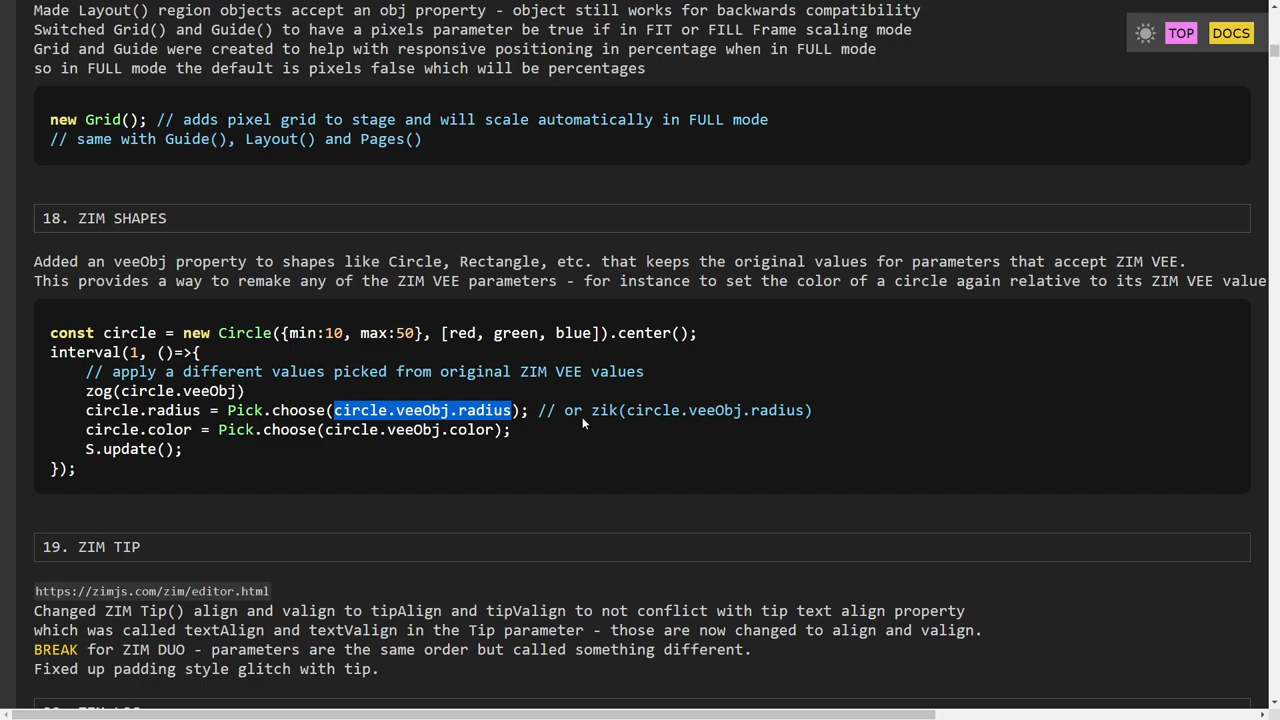 Made Layout() region objects accept an obj property - object still works for backwards compatibility
Switched Grid() and Guide() to have a pixels parameter be true if in FIT or FILL Frame scaling mode
Grid and Guide were created to help with responsive positioning in percentage when in FULL mode
so in FULL mode the default is pixels false which will be percentages
TOP
DOCS
new Grid(); // adds pixel grid to stage and will scale automatically in FULL mode
// same with Guide(), Layout() and Pages()
18. ZIM SHAPES
Added an veeObj property to shapes like Circle, Rectangle, etc. that keeps the original values for parameters that accept ZIM VEE.
This provides a way to remake any of the ZIM VEE parameters - for instance to set the color of a circle again relative to its ZIM VEE value
const circle = new Circle({min:10, max:50}, [red, green, blue]).center();
interval(1, ()=>{
    // apply a different values picked from original ZIM VEE values
    zog(circle.veeObj)
    circle.radius = Pick.choose(circle.veeObj.radius); // or zik(circle.veeObj.radius)
    circle.color = Pick.choose(circle.veeObj.color);
    S.update();
});
19. ZIM TIP
https://zimjs.com/zim/editor.html
Changed ZIM Tip() align and valign to tipAlign and tipValign to not conflict with tip text align property
which was called textAlign and textValign in the Tip parameter - those are now changed to align and valign.
BREAK for ZIM DUO - parameters are the same order but called something different.
Fixed up padding style glitch with tip.